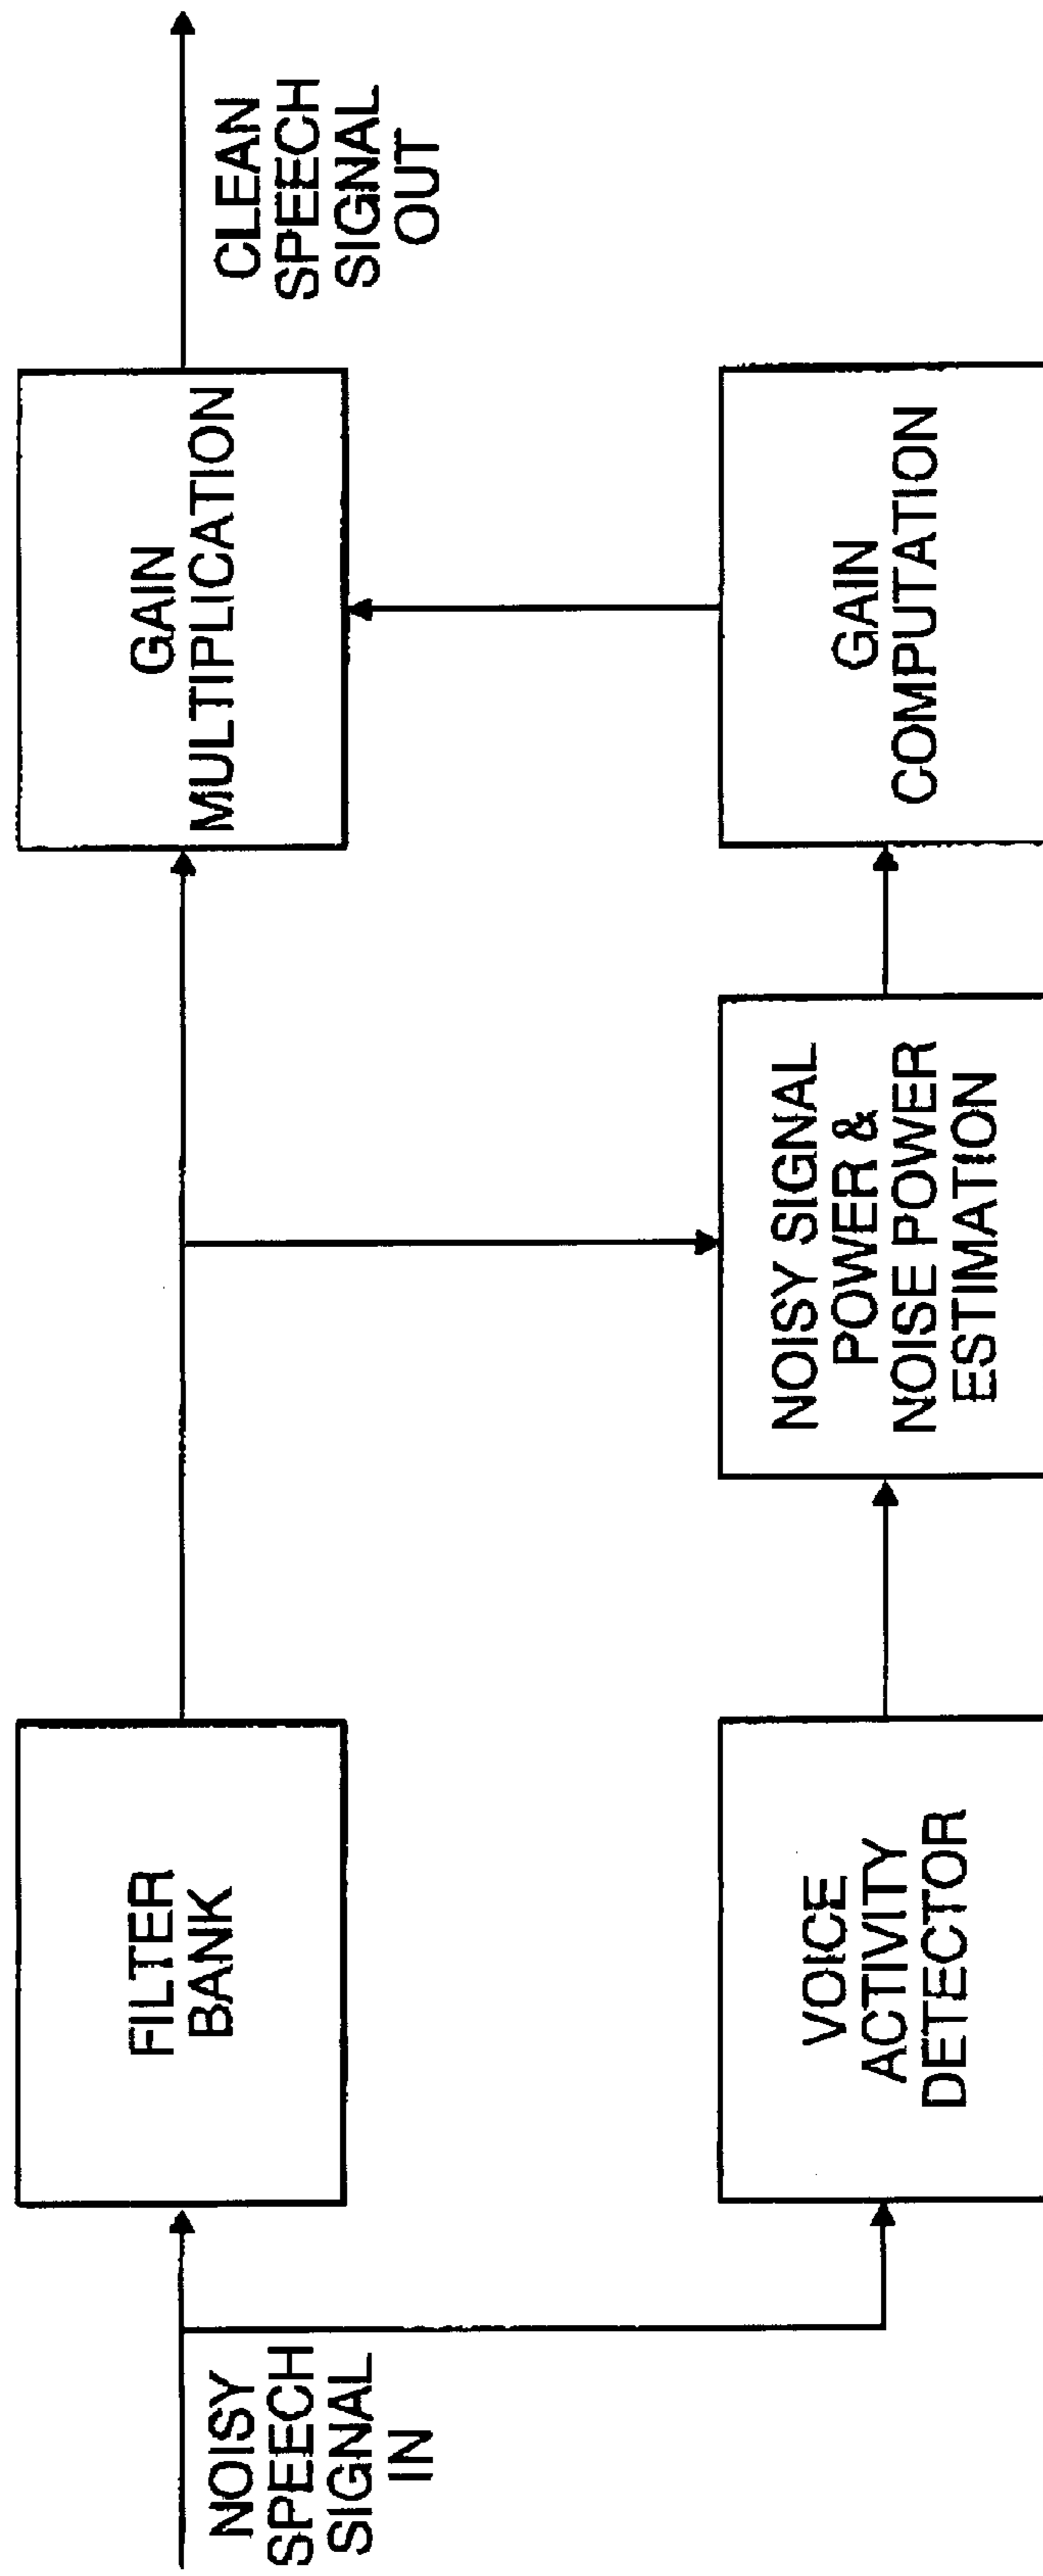 NOISY
SPEECH
SIGNAL
IN
FILTER
BANK
GAIN
MULTIPLICATION
CLEAN
SPEECH
SIGNAL
OUT
VOICE
ACTIVITY
DETECTOR
NOISY SIGNAL
POWER &
NOISE POWER
ESTIMATION
GAIN
COMPUTATION